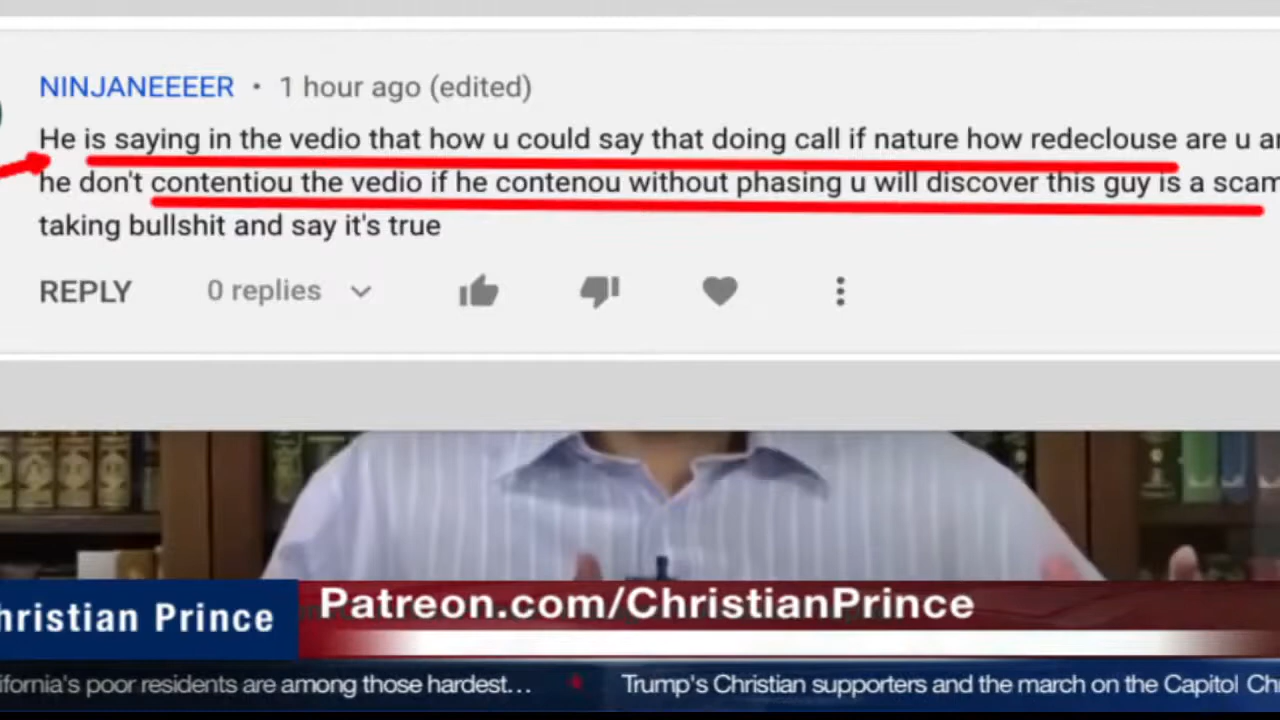 NINJANEEEER • 1 hour ago (edited)
He is saying in the vedio that how u could say that doing call if nature how redeclouse are u
he don't contentiou the vedio if he contenou without phasing u will discover this guy is a scam
taking bullshit and say it's true
REPLY 0 replies
hristian Prince
Patreon.com/ChristianPrince
ifornia's poor residents are among those hardest... Trump's Christian supporters and the march on the Capitol